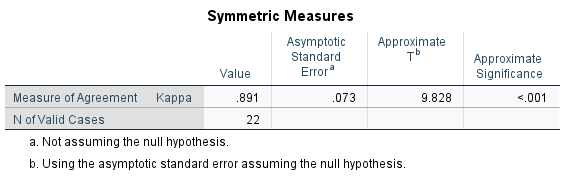 Symmetric Measures
Value Asymptotic Standard Error a Approximate T b Approximate Significance
Measure of Agreement Kappa .891 .073 9.828 <.001
N of Valid Cases 22
a. Not assuming the null hypothesis.
b. Using the asymptotic standard error assuming the null hypothesis.